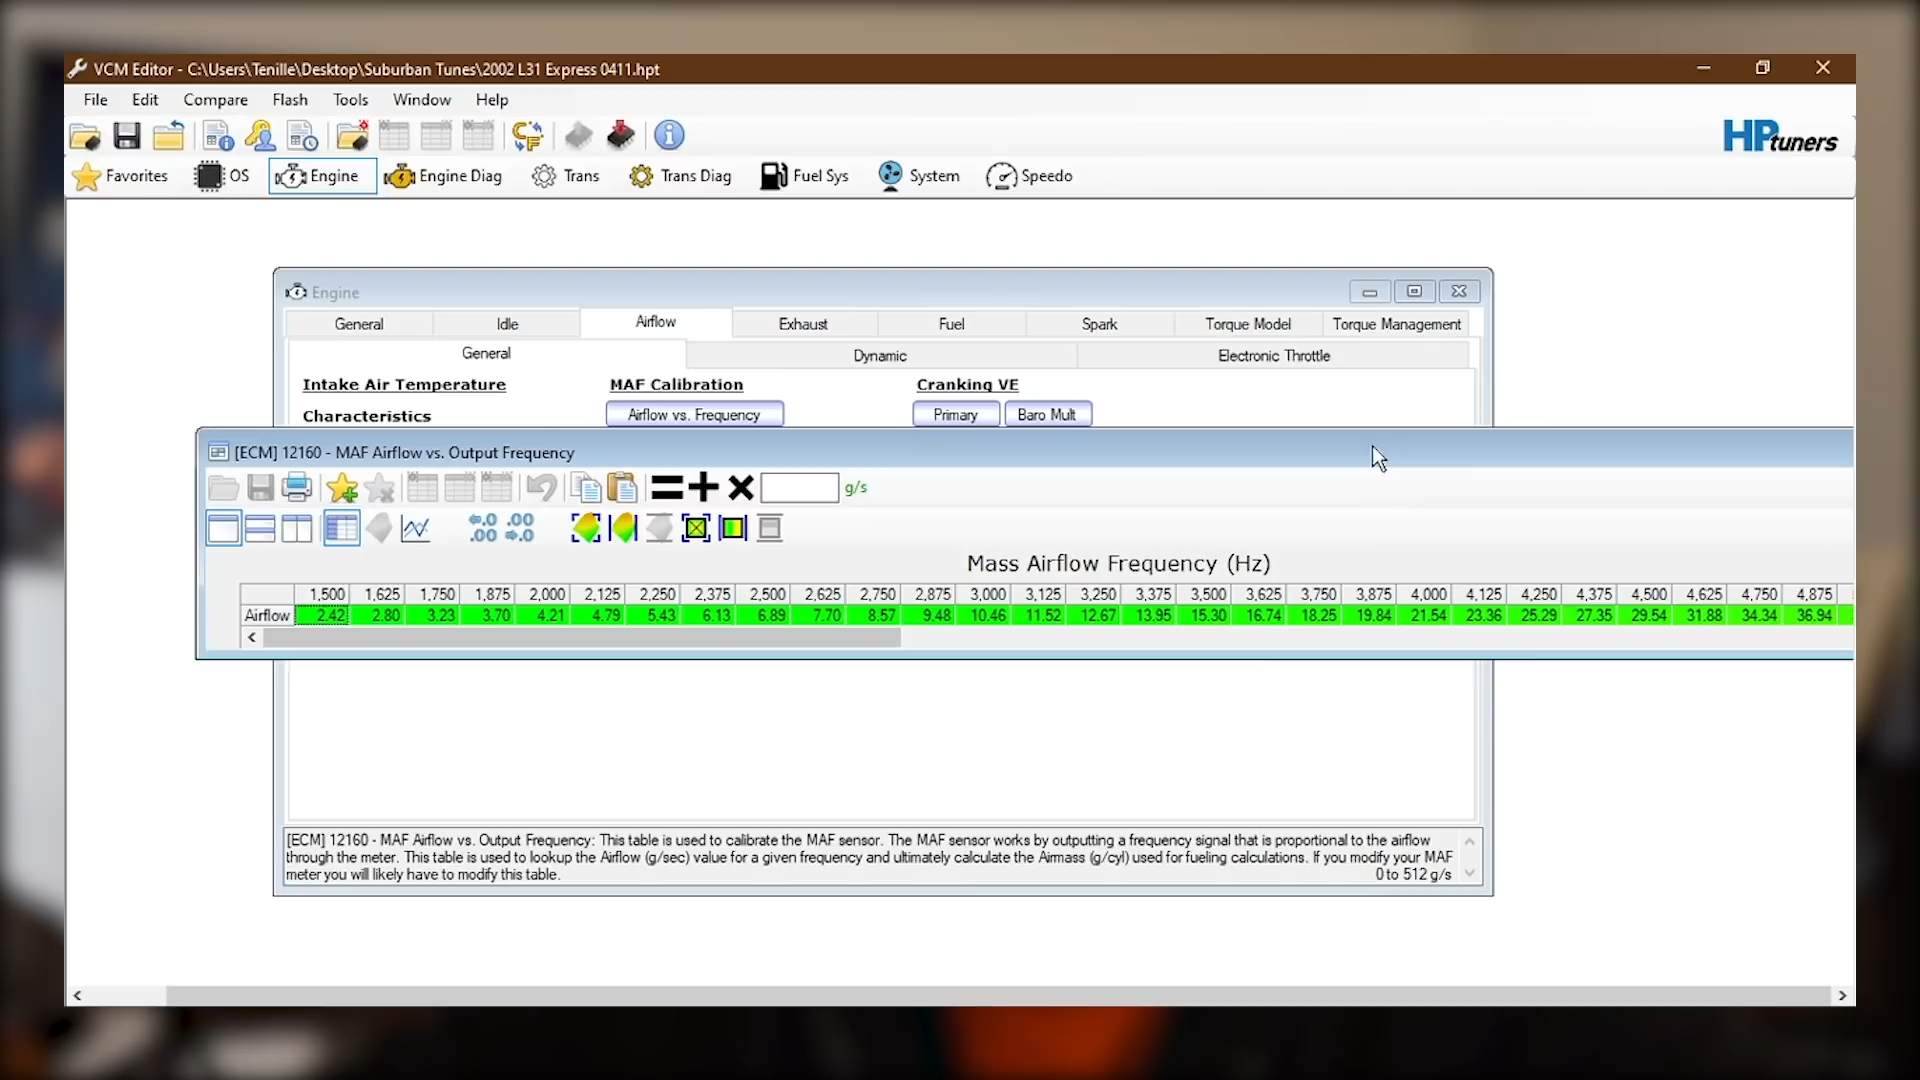 VCM Editor - C:\Users\Tenille\Desktop\Suburban Tunes\2002 L31 Express 0411.hpt
File Edit Compare Flash Tools Window Help
HPtuners
Favorites OS Engine Engine Diag Trans Trans Diag Fuel Sys System Speedo
Engine
General Idle Airflow Exhaust Fuel Spark Torque Model Torque Management
General Dynamic Electronic Throttle
Intake Air Temperature MAF Calibration Cranking VE
Characteristics Airflow vs. Frequency Primary Baro Mult
[ECM] 12160 - MAF Airflow vs. Output Frequency
g/s
Mass Airflow Frequency (Hz)
1,500 1,625 1,750 1,875 2,000 2,125 2,250 2,375 2,500 2,625 2,750 2,875 3,000 3,125 3,250 3,375 3,500 3,625 3,750 3,875 4,000 4,125 4,250 4,375 4,500 4,625 4,750 4,875
Airflow 2.42 2.80 3.23 3.70 4.21 4.79 5.43 6.13 6.89 7.70 8.57 9.48 10.46 11.52 12.67 13.95 15.30 16.74 18.25 19.84 21.54 23.36 25.29 27.35 29.54 31.88 34.34 36.94
[ECM] 12160 - MAF Airflow vs. Output Frequency: This table is used to calibrate the MAF sensor. The MAF sensor works by outputting a frequency signal that is proportional to the airflow
through the meter. This table is used to lookup the Airflow (g/sec) value for a given frequency and ultimately calculate the Airmass (g/cyl) used for fueling calculations. If you modify your MAF
meter you will likely have to modify this table. 0 to 512 g/s